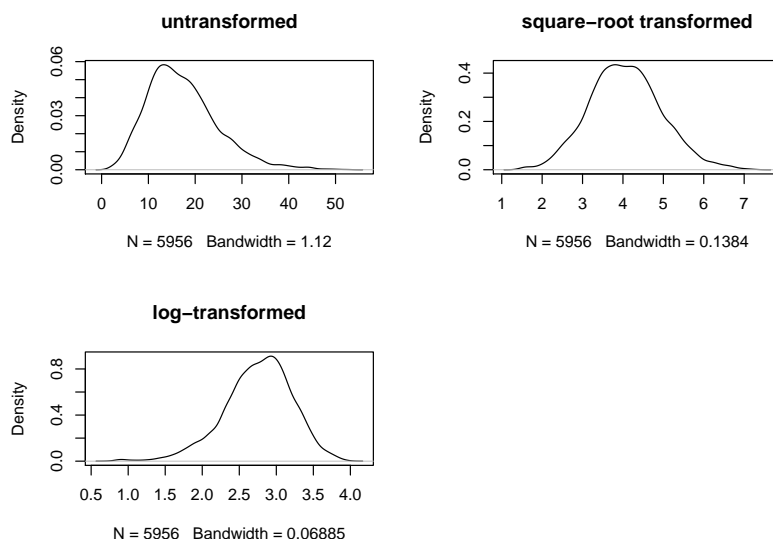 untransformed
Density
0.00 0.03 0.06
0 10 20 30 40 50
N = 5956 Bandwidth = 1.12
square−root transformed
Density
0.0 0.2 0.4
1 2 3 4 5 6 7
N = 5956 Bandwidth = 0.1384
log−transformed
Density
0.0 0.4 0.8
0.5 1.0 1.5 2.0 2.5 3.0 3.5 4.0
N = 5956 Bandwidth = 0.06885